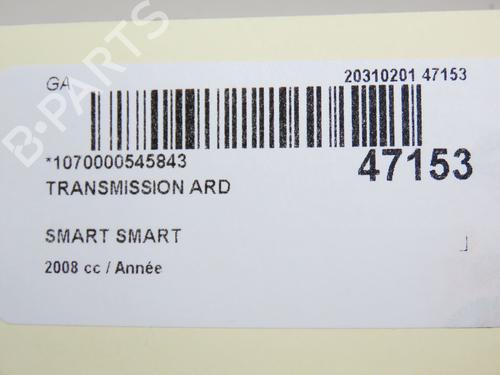 B-PARTS
GA
20310201 47153
*1070000545843
47153
TRANSMISSION ARD
SMART SMART
2008 cc / Année